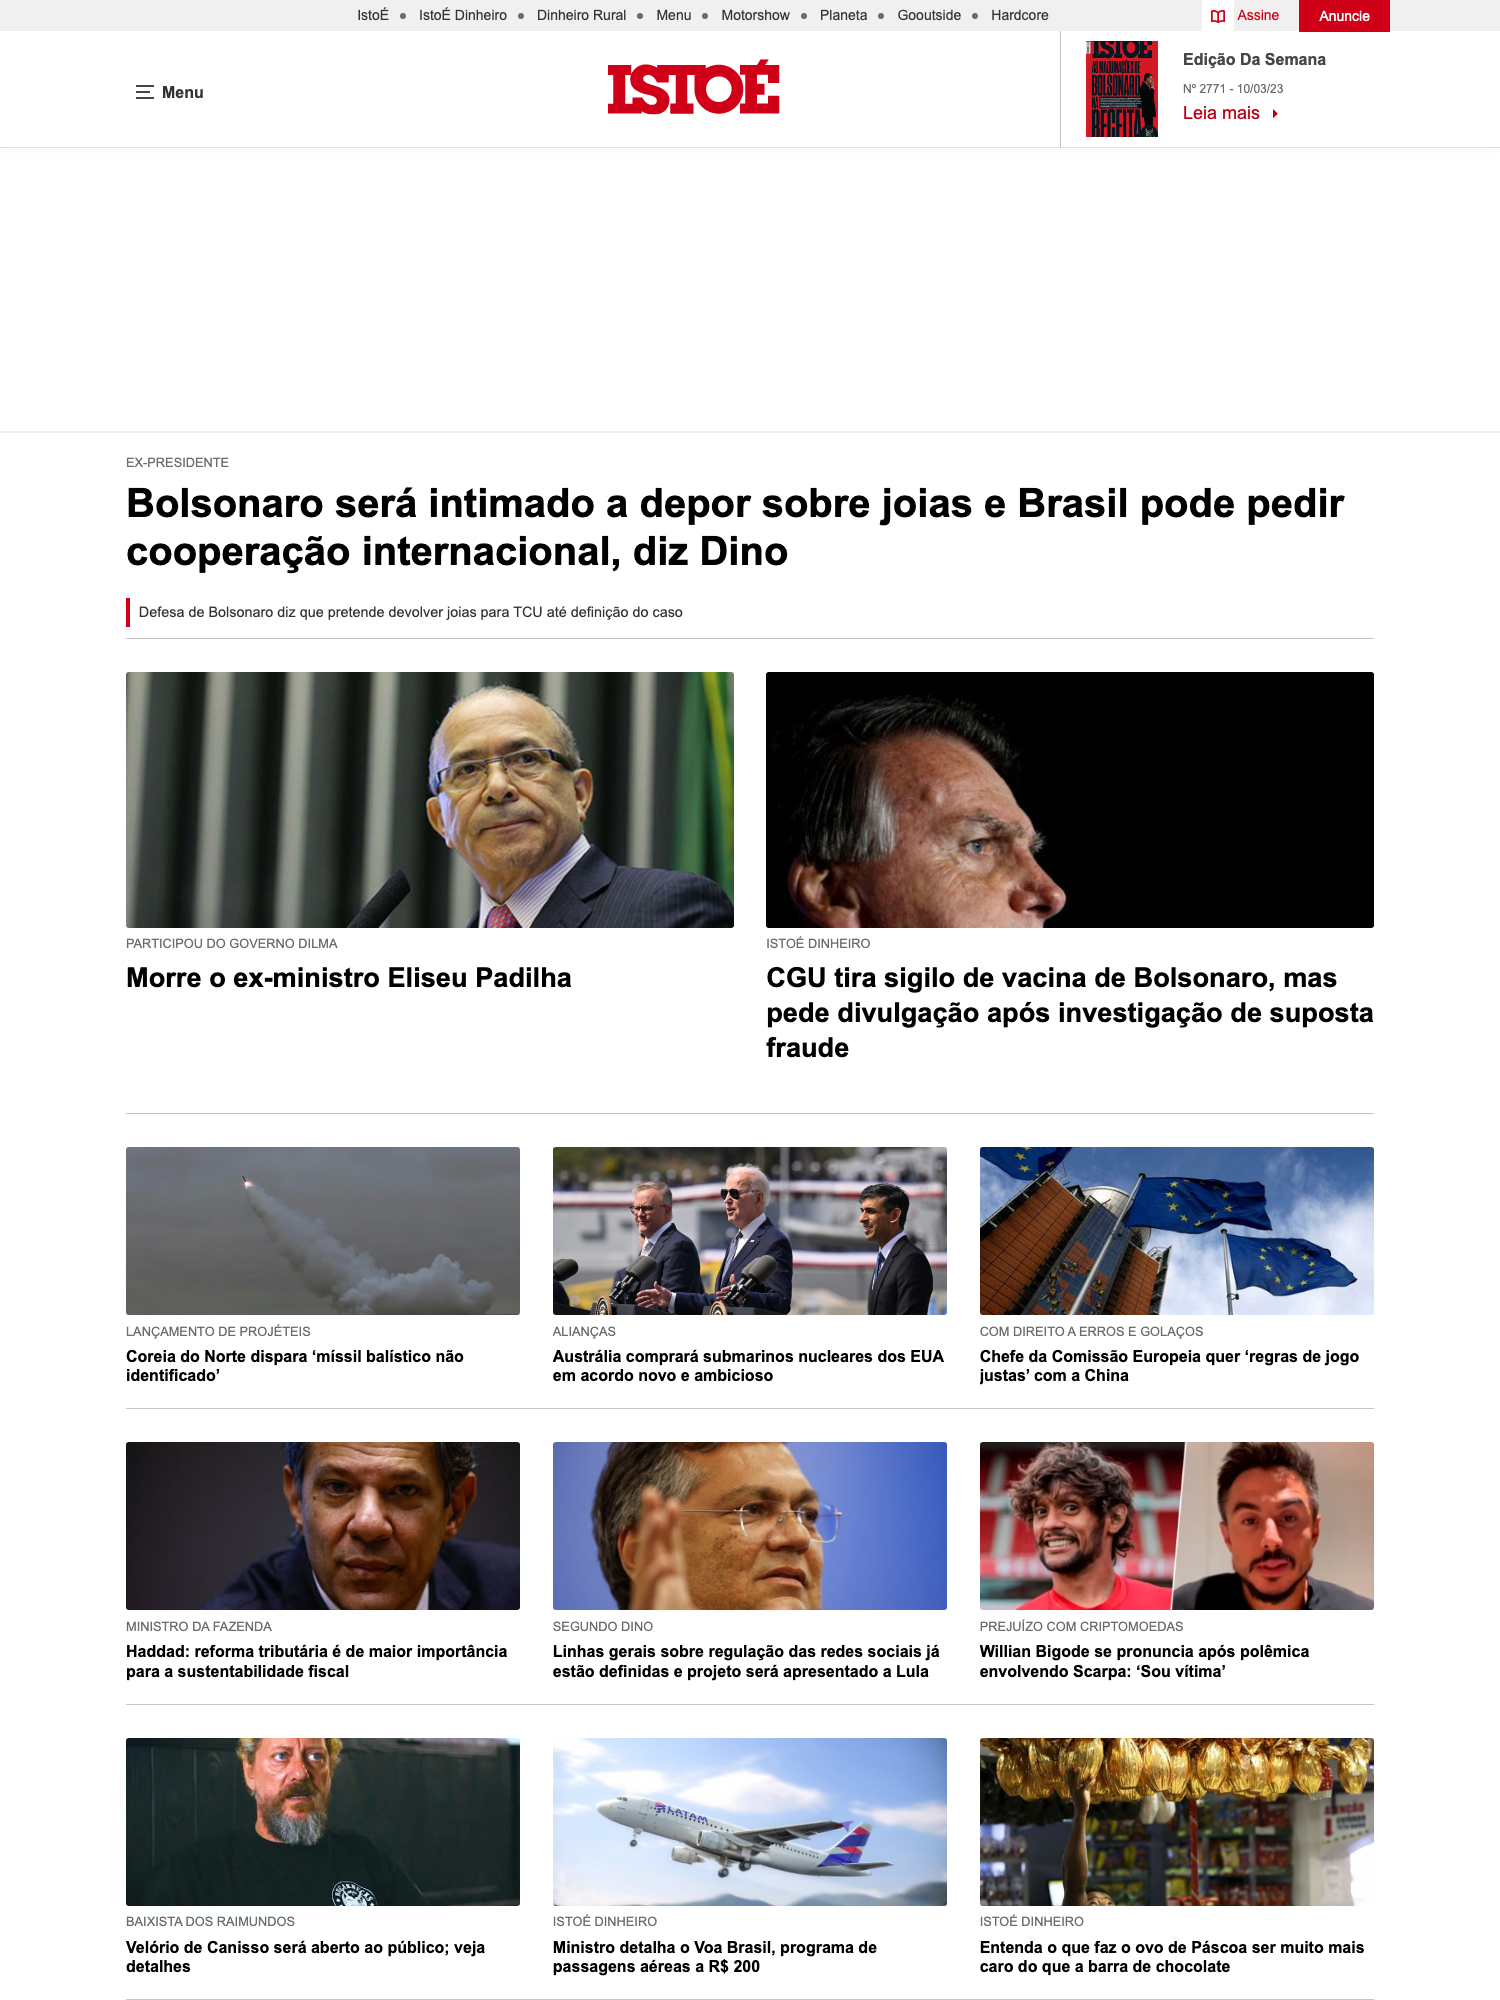 IstoÉ
IstoÉ Dinheiro
Dinheiro Rural
Menu
Motorshow
Planeta
Gooutside
Hardcore
Assine
Anuncie
Menu
ISTOÉ
ISTOÉ
AS MAQUINAÇÕES DE
BOLSONARO
RECEITA
Edição Da Semana
Nº 2771 - 10/03/23
Leia mais
EX-PRESIDENTE
Bolsonaro será intimado a depor sobre joias e Brasil pode pedir
cooperação internacional, diz Dino
Defesa de Bolsonaro diz que pretende devolver joias para TCU até definição do caso
PARTICIPOU DO GOVERNO DILMA
Morre o ex-ministro Eliseu Padilha
ISTOÉ DINHEIRO
CGU tira sigilo de vacina de Bolsonaro, mas
pede divulgação após investigação de suposta
fraude
LANÇAMENTO DE PROJÉTEIS
Coreia do Norte dispara ‘míssil balístico não
identificado’
ALIANÇAS
Austrália comprará submarinos nucleares dos EUA
em acordo novo e ambicioso
COM DIREITO A ERROS E GOLAÇOS
Chefe da Comissão Europeia quer ‘regras de jogo
justas’ com a China
MINISTRO DA FAZENDA
Haddad: reforma tributária é de maior importância
para a sustentabilidade fiscal
SEGUNDO DINO
Linhas gerais sobre regulação das redes sociais já
estão definidas e projeto será apresentado a Lula
PREJUÍZO COM CRIPTOMOEDAS
Willian Bigode se pronuncia após polêmica
envolvendo Scarpa: ‘Sou vítima’
BAIXISTA DOS RAIMUNDOS
Velório de Canisso será aberto ao público; veja
detalhes
LATAM
ISTOÉ DINHEIRO
Ministro detalha o Voa Brasil, programa de
passagens aéreas a R$ 200
ATENÇÃO
ISTOÉ DINHEIRO
Entenda o que faz o ovo de Páscoa ser muito mais
caro do que a barra de chocolate